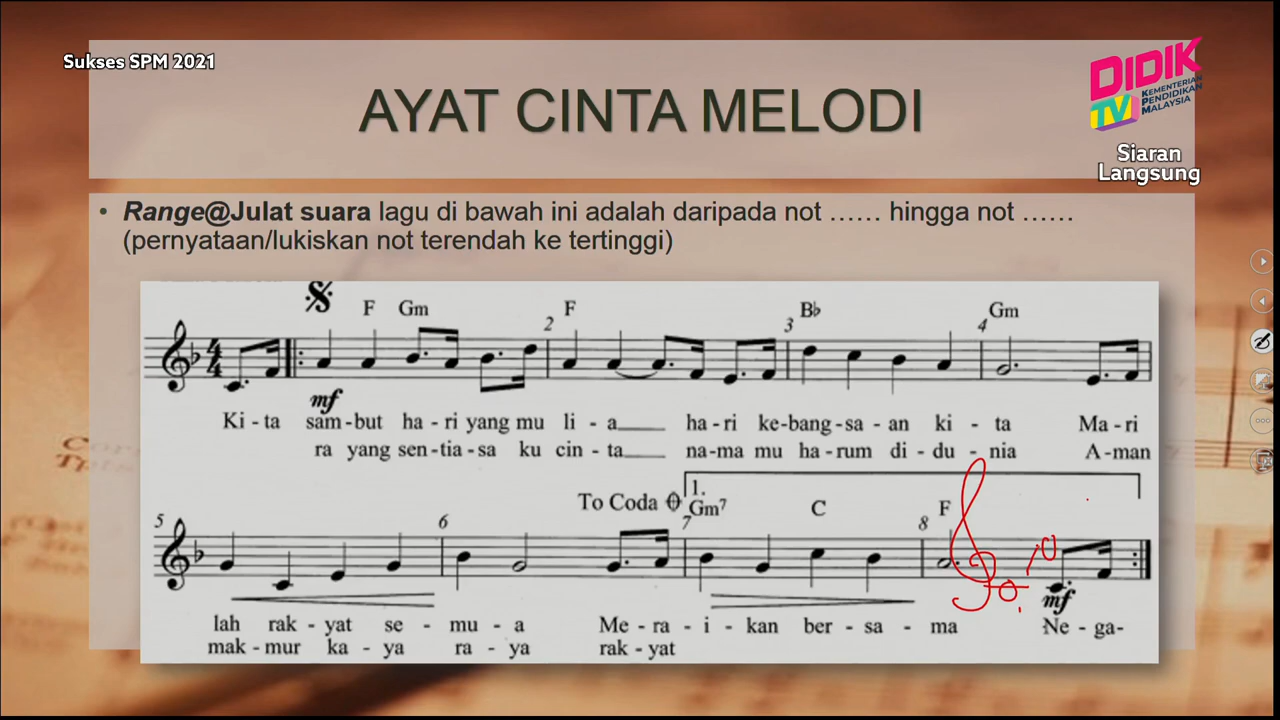 Sukses SPM 2021
DIDIK
TV
KEMENTERIAN
PENDIDIKAN
MALAYSIA
Siaran
Langsung
AYAT CINTA MELODI
• Range@Julat suara lagu di bawah ini adalah daripada not …… hingga not ……
(pernyataan/lukiskan not terendah ke tertinggi)
F Gm 2 F 3 B♭ 4 Gm
4
4
mf
Ki - ta sam - but ha - ri yang mu li - a____ ha - ri ke - bang - sa - an ki - ta Ma - ri
ra yang sen - tia - sa ku cin - ta____ na - ma mu ha - rum di - du - nia A - man
To Coda 1.
5 6 7 Gm7 C 8 F
mf
lah rak - yat se - mu - a Me - ra - i - kan ber - sa - ma Ne - ga-
mak - mur ka - ya ra - ya rak - yat